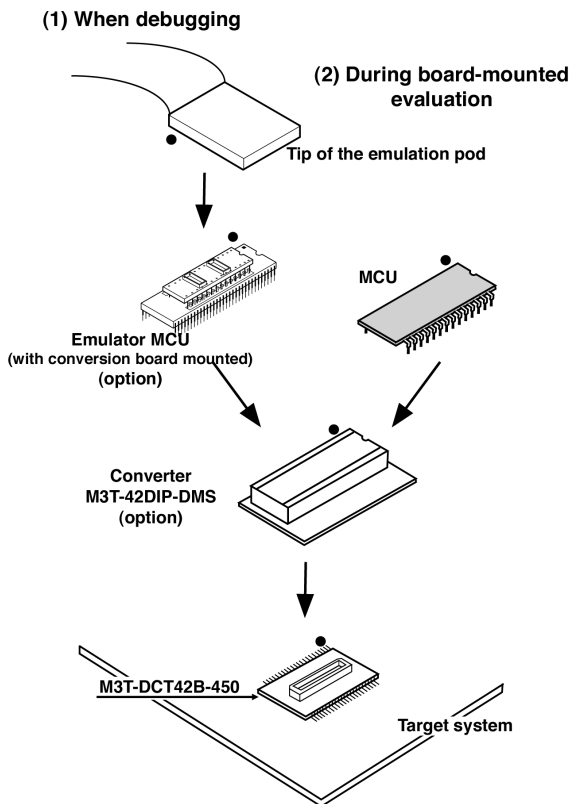 (1) When debugging
(2) During board-mounted
evaluation
Tip of the emulation pod
MCU
Emulator MCU
(with conversion board mounted)
(option)
Converter
M3T-42DIP-DMS
(option)
M3T-DCT42B-450
Target system